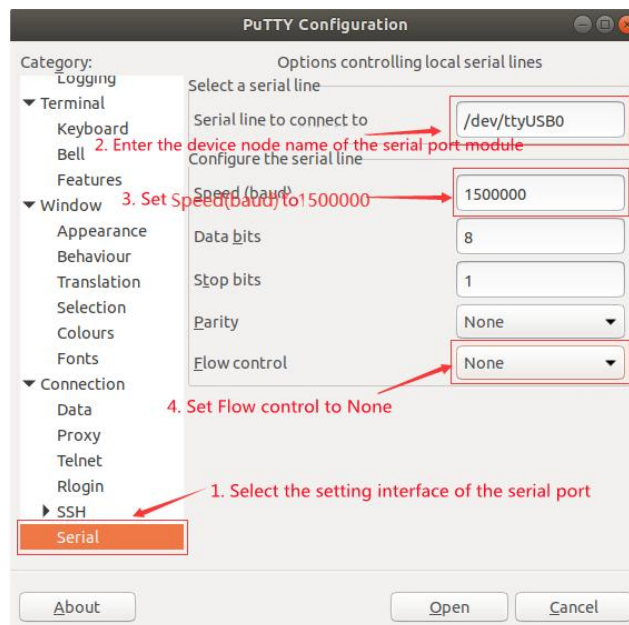 PuTTY Configuration
Category:
Options controlling local serial lines
Logging
Terminal
Keyboard
Bell
Features
Window
Appearance
Behaviour
Translation
Selection
Colours
Fonts
Connection
Data
Proxy
Telnet
Rlogin
SSH
Serial
Select a serial line
Serial line to connect to
/dev/ttyUSB0
2. Enter the device node name of the serial port module
Configure the serial line
Speed (baud)
1500000
3. Set Speed(baud) to 1500000
Data bits
8
Stop bits
1
Parity
None
Flow control
None
4. Set Flow control to None
1. Select the setting interface of the serial port
About
Open
Cancel